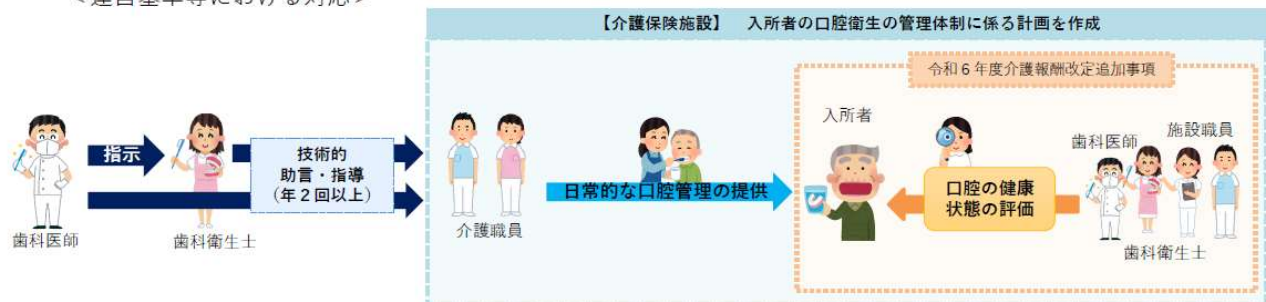 <運営基準等における対応>
【介護保険施設】　入所者の口腔衛生の管理体制に係る計画を作成
令和６年度介護報酬改定追加事項
指示
技術的
助言・指導
(年２回以上)
歯科医師
歯科衛生士
介護職員
日常的な口腔管理の提供
入所者
口腔の健康
状態の評価
歯科医師
施設職員
歯科衛生士